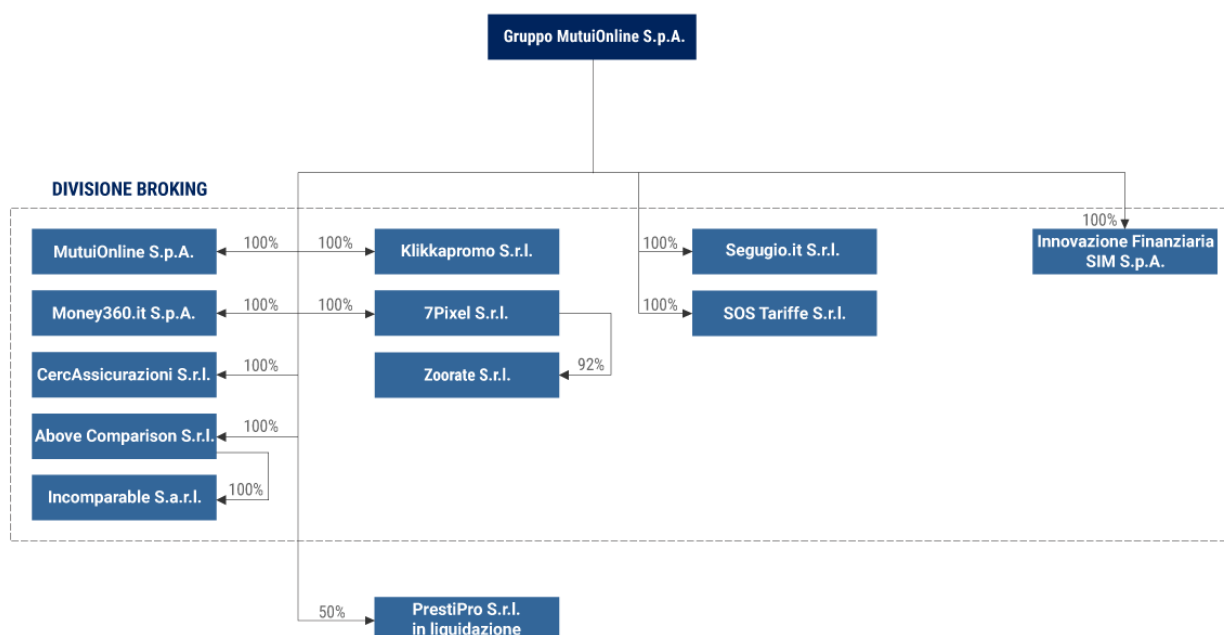 Gruppo MutuiOnline S.p.A.
DIVISIONE BROKING
MutuiOnline S.p.A.
100%
100%
Klikkapromo S.r.l.
100%
Segugio.it S.r.l.
100%
Innovazione Finanziaria
SIM S.p.A.
Money360.it S.p.A.
100%
100%
7Pixel S.r.l.
100%
SOS Tariffe S.r.l.
CercAssicurazioni S.r.l.
100%
Zoorate S.r.l.
92%
Above Comparison S.r.l.
100%
Incomparable S.a.r.l.
100%
50%
PrestiPro S.r.l.
in liquidazione